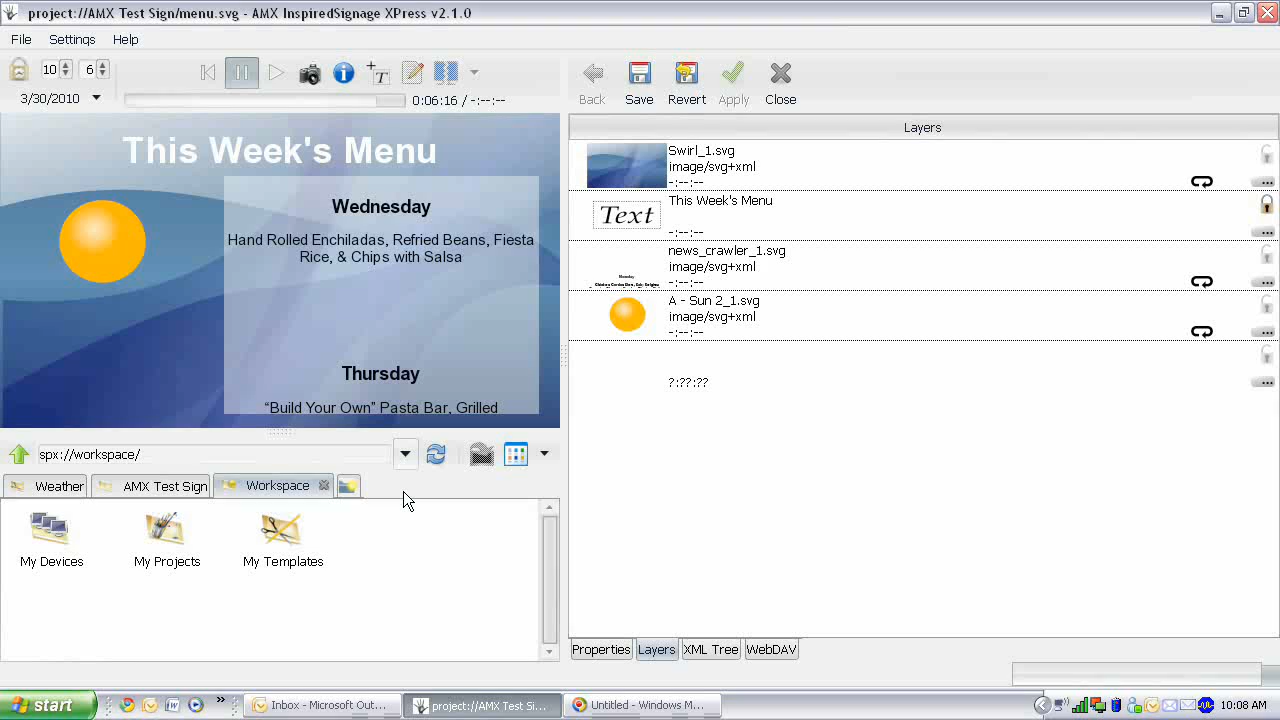 project://AMX Test Sign/menu.svg - AMX InspiredSignage XPress v2.1.0
File Settings Help
10 6
3/30/2010
0:06:16 / -:--:--
T
Back Save Revert Apply Close
This Week's Menu
Wednesday
Hand Rolled Enchiladas, Refried Beans, Fiesta
Rice, & Chips with Salsa
Thursday
“Build Your Own” Pasta Bar, Grilled
Layers
Swirl_1.svg
image/svg+xml
-:--:--
Text
This Week's Menu
-:--:--
news_crawler_1.svg
image/svg+xml
-:--:--
Monday
A - Sun 2_1.svg
image/svg+xml
-:--:--
?:??:??
spx://workspace/
Weather AMX Test Sign Workspace
My Devices My Projects My Templates
Properties Layers XML Tree WebDAV
start
»
Inbox - Microsoft Out...
project://AMX Test Si...
Untitled - Windows M...
10:08 AM